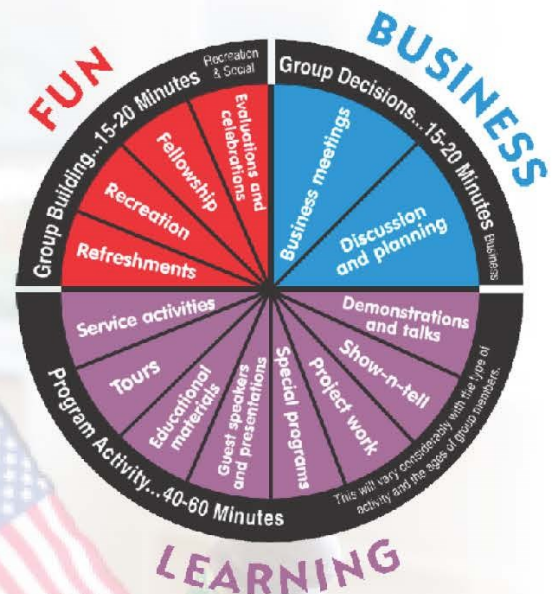 FUN
Group Building...15-20 Minutes
Recreation
& Social
Refreshments
Recreation
Fellowship
Evaluations and
celebrations
BUSINESS
Group Decisions...15-20 Minutes
Business
Business meetings
Discussion
and planning
Demonstrations
and talks
Show-n-tell
Project work
Special programs
Guest speakers
and presentations
Educational
materials
Tours
Service activities
Program Activity...40-60 Minutes
This will vary considerably with the type of
activity and the ages of group members.
LEARNING